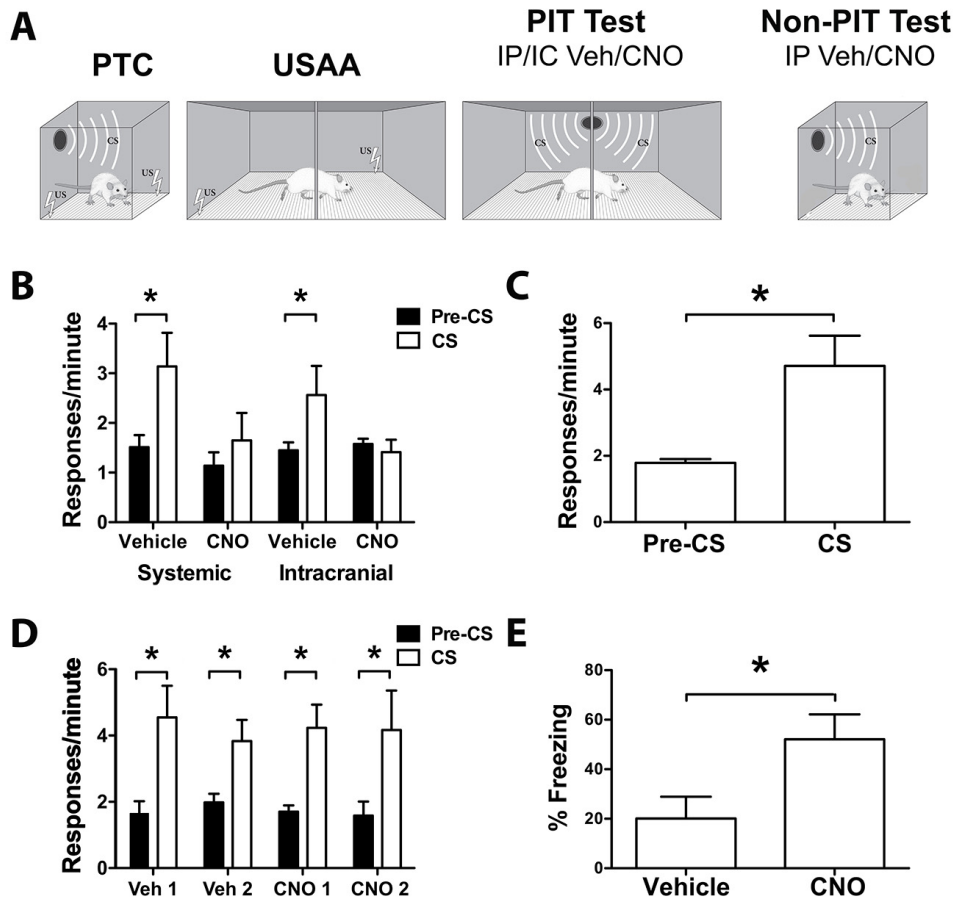 A
PTC
USAA
PIT Test
IP/IC Veh/CNO
Non-PIT Test
IP Veh/CNO
CS
US
US
US
US
CS
CS
CS
B
Responses/minute
4
3
2
1
0
*
*
Pre-CS
CS
Vehicle
CNO
Vehicle
CNO
Systemic
Intracranial
C
Responses/minute
6
4
2
0
*
Pre-CS
CS
D
Responses/minute
6
4
2
0
*
*
*
*
Pre-CS
CS
Veh 1
Veh 2
CNO 1
CNO 2
E
% Freezing
80
60
40
20
0
*
Vehicle
CNO